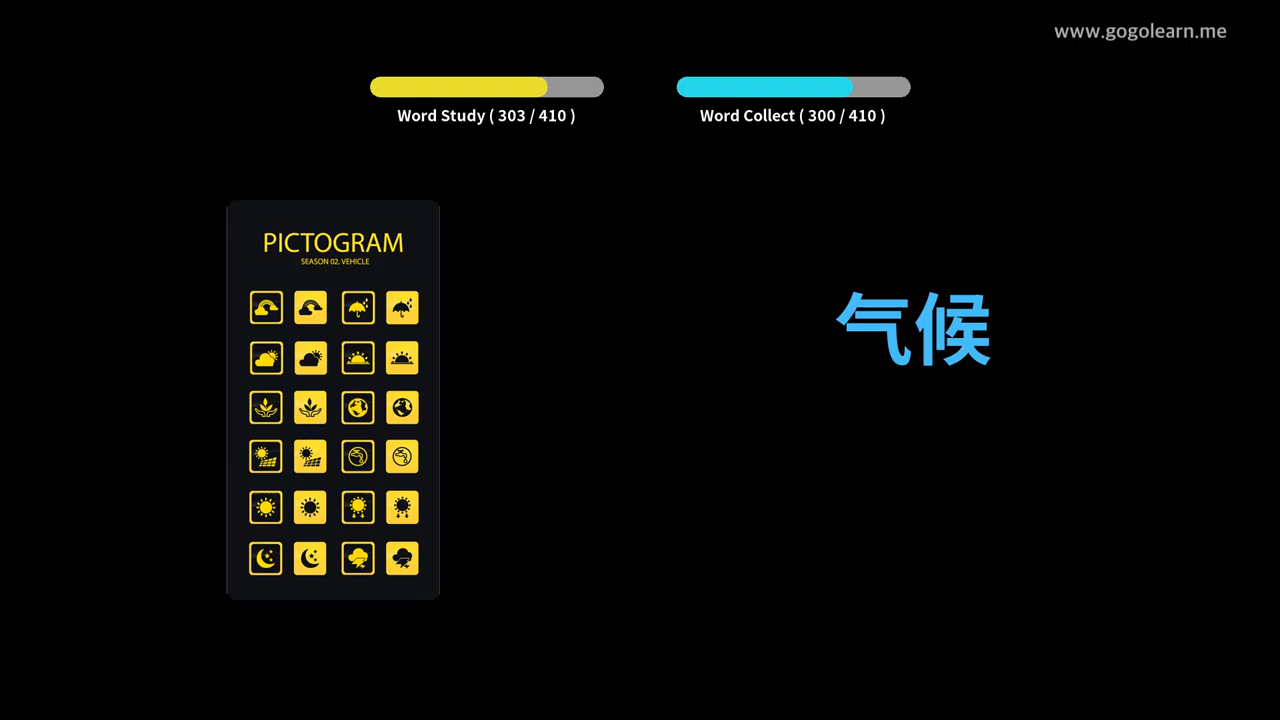 www.gogolearn.me
Word Study ( 303 / 410 )
Word Collect ( 300 / 410 )
PICTOGRAM
SEASON 02. VEHICLE
气候